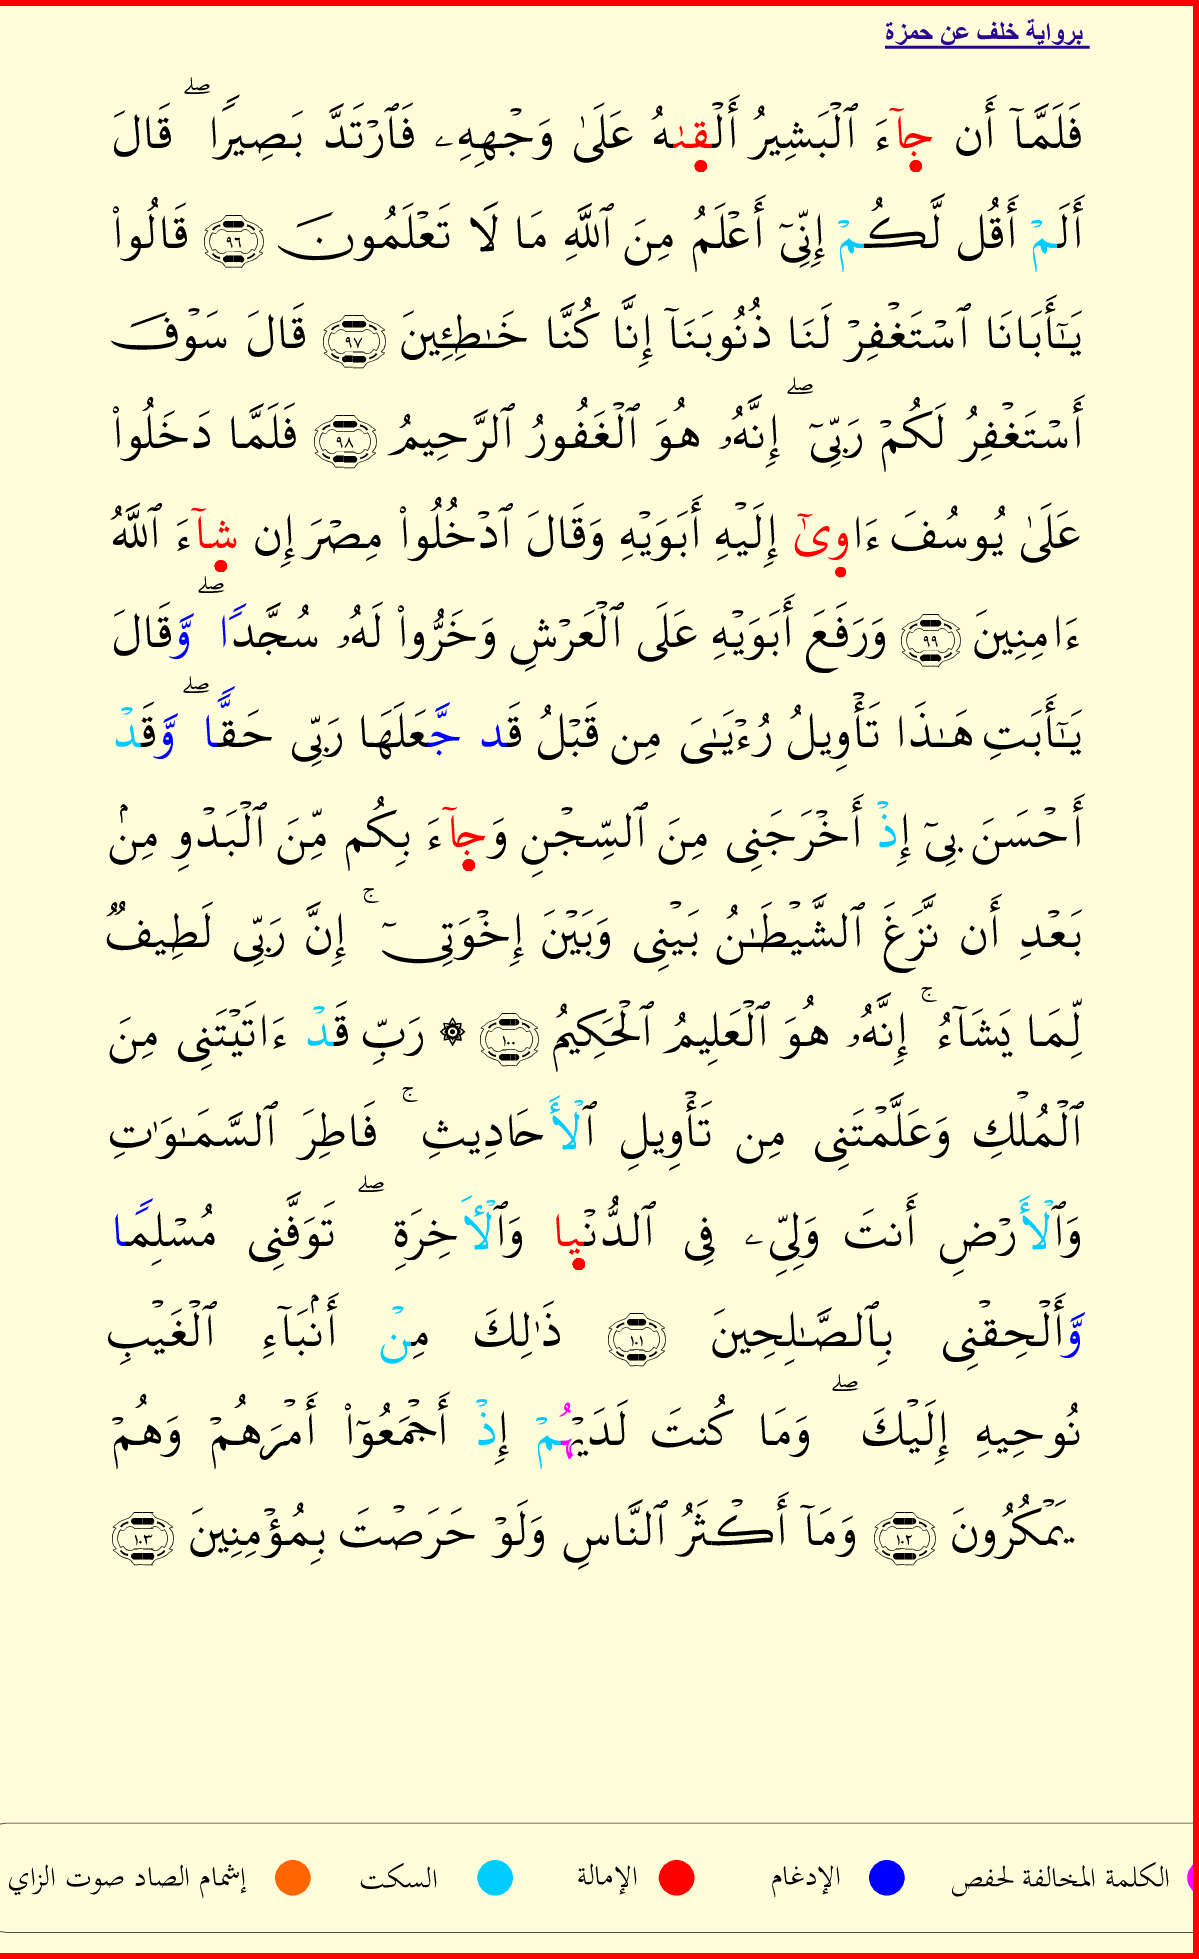 برواية خلف عن حمزة
فَلَمَّآ أَن جَآءَ ٱلْبَشِيرُ أَلْقَىٰهُ عَلَىٰ وَجْهِهِۦ فَٱرْتَدَّ بَصِيرًا ۖ قَالَ
أَلَمْ أَقُل لَّكُمْ إِنِّىٓ أَعْلَمُ مِنَ ٱللَّهِ مَا لَا تَعْلَمُونَ ٩٦ قَالُوا۟
يَـٰٓأَبَانَا ٱسْتَغْفِرْ لَنَا ذُنُوبَنَآ إِنَّا كُنَّا خَـٰطِـِٔينَ ٩٧ قَالَ سَوْفَ
أَسْتَغْفِرُ لَكُمْ رَبِّىٓ ۖ إِنَّهُۥ هُوَ ٱلْغَفُورُ ٱلرَّحِيمُ ٩٨ فَلَمَّا دَخَلُوا۟
عَلَىٰ يُوسُفَ ءَاوِىٰٓ إِلَيْهِ أَبَوَيْهِ وَقَالَ ٱدْخُلُوا۟ مِصْرَ إِن شَآءَ ٱللَّهُ
ءَامِنِينَ ٩٩ وَرَفَعَ أَبَوَيْهِ عَلَى ٱلْعَرْشِ وَخَرُّوا۟ لَهُۥ سُجَّدًا ۖ وَّقَالَ
يَـٰٓأَبَتِ هَـٰذَا تَأْوِيلُ رُءْيَـٰىَ مِن قَبْلُ قَد جَّعَلَهَا رَبِّى حَقًّا ۖ وَّقَدْ
أَحْسَنَ بِىٓ إِذْ أَخْرَجَنِى مِنَ ٱلسِّجْنِ وَجَآءَ بِكُم مِّنَ ٱلْبَدْوِ مِنۢ
بَعْدِ أَن نَّزَغَ ٱلشَّيْطَـٰنُ بَيْنِى وَبَيْنَ إِخْوَتِىٓ ۚ إِنَّ رَبِّى لَطِيفٌ
لِّمَا يَشَآءُ ۚ إِنَّهُۥ هُوَ ٱلْعَلِيمُ ٱلْحَكِيمُ ١٠٠ ۞ رَبِّ قَدْ ءَاتَيْتَنِى مِنَ
ٱلْمُلْكِ وَعَلَّمْتَنِى مِن تَأْوِيلِ ٱلْأَحَادِيثِ ۚ فَاطِرَ ٱلسَّمَـٰوَٰتِ
وَٱلْأَرْضِ أَنتَ وَلِىِّۦ فِى ٱلدُّنْيا وَٱلْأَخِرَةِ ۖ تَوَفَّنِى مُسْلِمًا
وَّأَلْحِقْنِى بِٱلصَّـٰلِحِينَ ١٠١ ذَٰلِكَ مِنْ أَنۢبَآءِ ٱلْغَيْبِ
نُوحِيهِ إِلَيْكَ ۖ وَمَا كُنتَ لَدَيْهُمْ إِذْ أَجْمَعُوٓا۟ أَمْرَهُمْ وَهُمْ
يَمْكُرُونَ ١٠٢ وَمَآ أَكْثَرُ ٱلنَّاسِ وَلَوْ حَرَصْتَ بِمُؤْمِنِينَ ١٠٣
الكلمة المخالفة لحفص الإدغام الإمالة السكت إشمام الصاد صوت الزاي